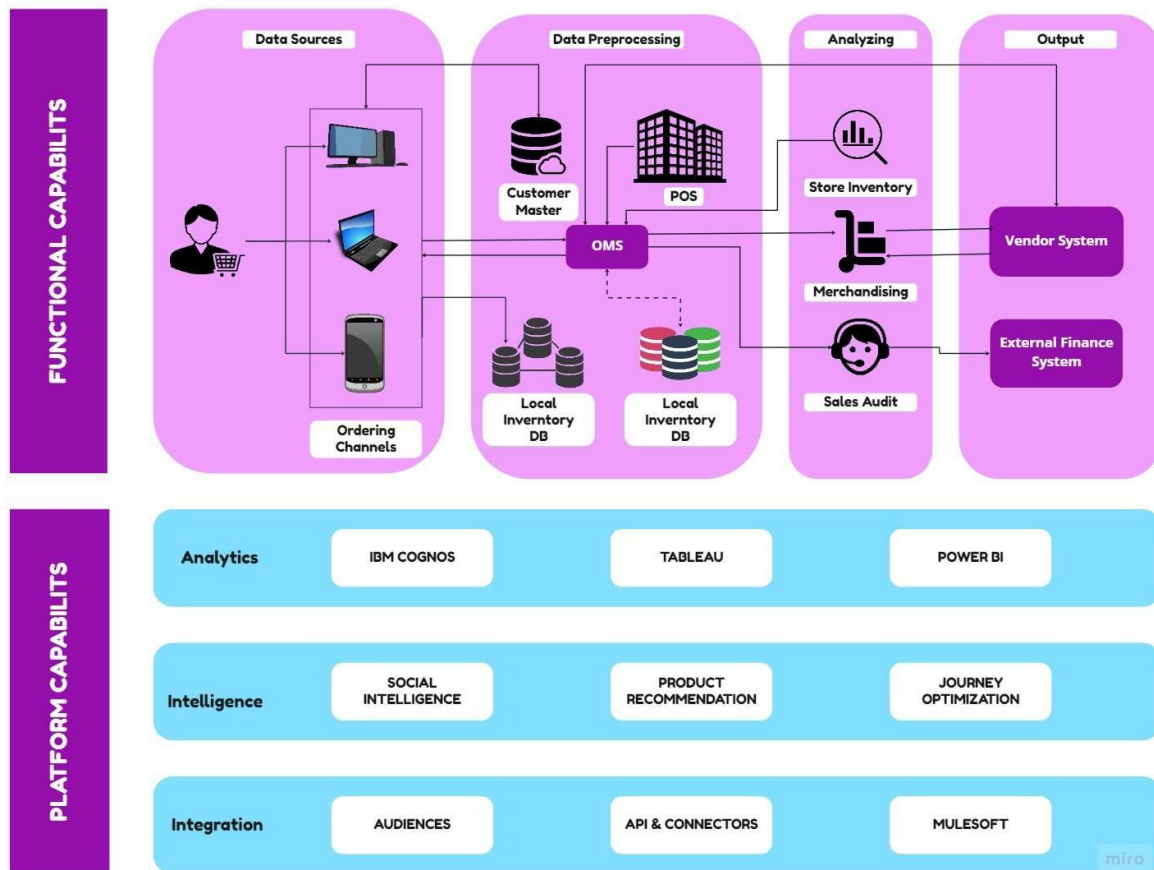 FUNCTIONAL CAPABILITS
Data Sources
Data Preprocessing
Analyzing
Output
Customer
Master
POS
Store Inventory
OMS
Vendor System
Merchandising
External Finance
System
Sales Audit
Local
Inverntory
DB
Local
Inverntory
DB
Ordering
Channels
PLATFORM CAPABILITS
Analytics
IBM COGNOS
TABLEAU
POWER BI
Intelligence
SOCIAL
INTELLIGENCE
PRODUCT
RECOMMENDATION
JOURNEY
OPTIMIZATION
Integration
AUDIENCES
API & CONNECTORS
MULESOFT
miro